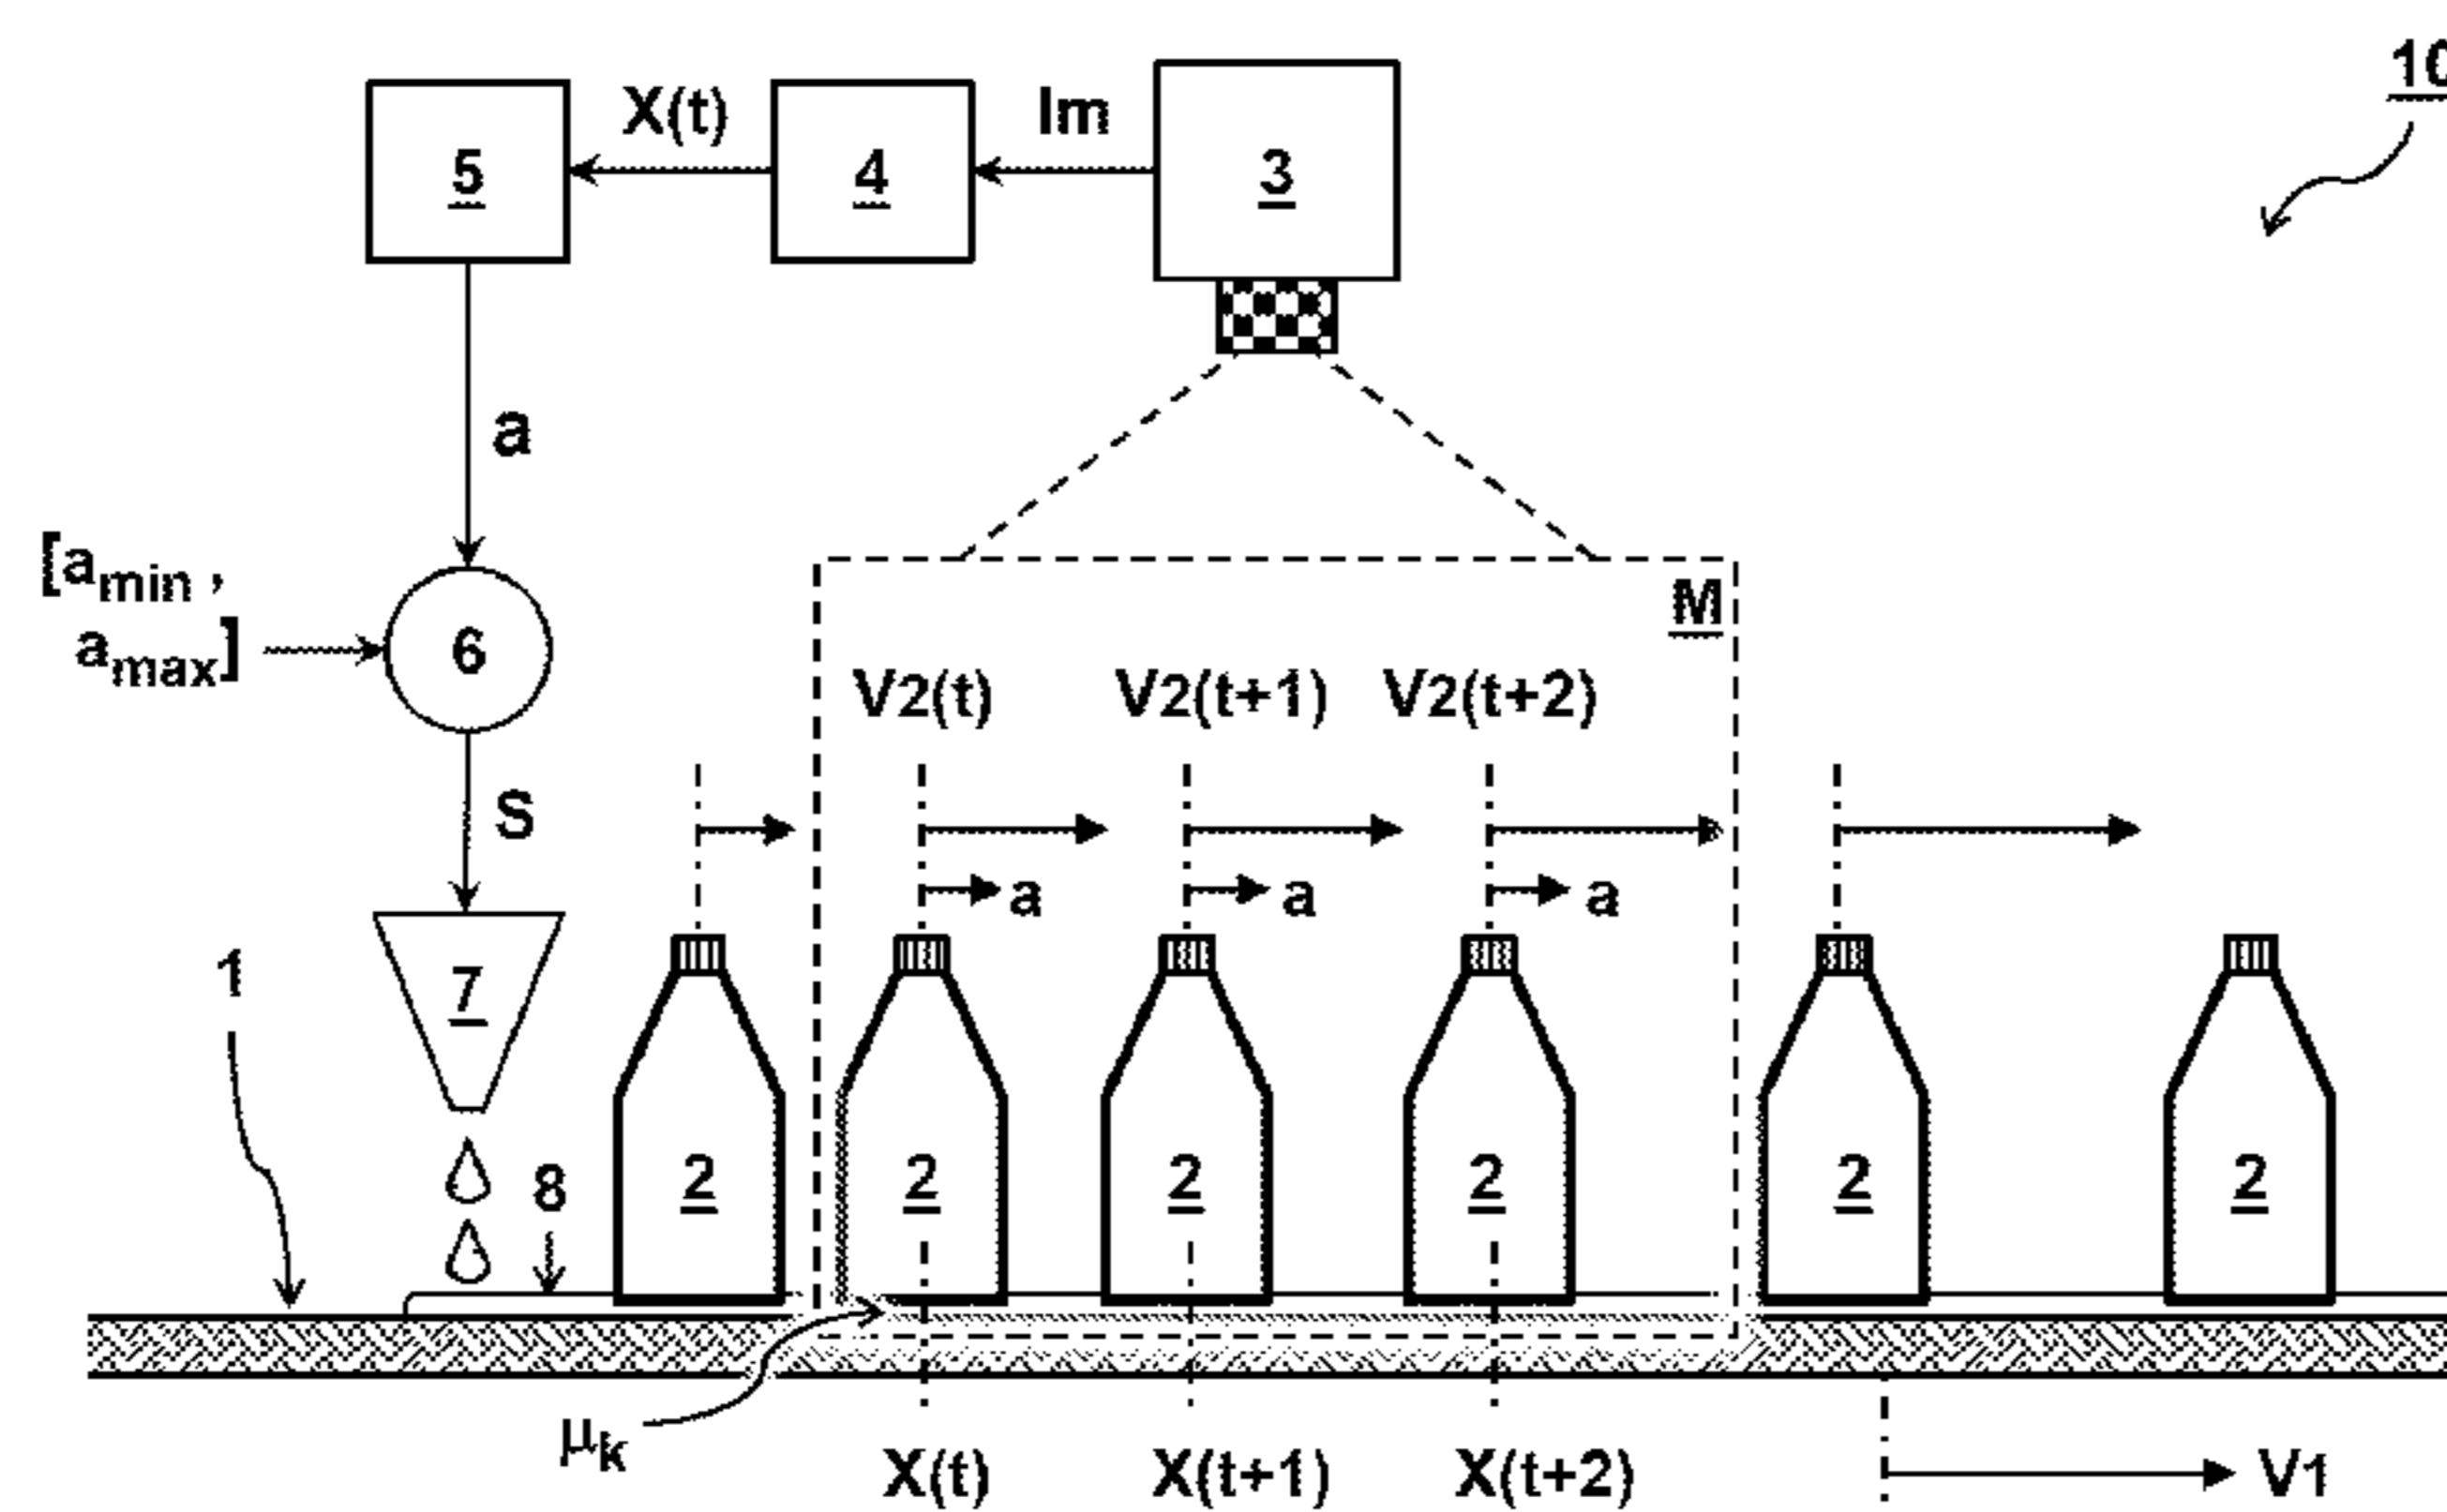 10
X(t)
Im
5
4
3
a
[amin ,
amax]
6
M
V2(t)
V2(t+1)
V2(t+2)
S
a
a
a
1
7
8
2
2
2
2
2
2
μk
X(t)
X(t+1)
X(t+2)
V1